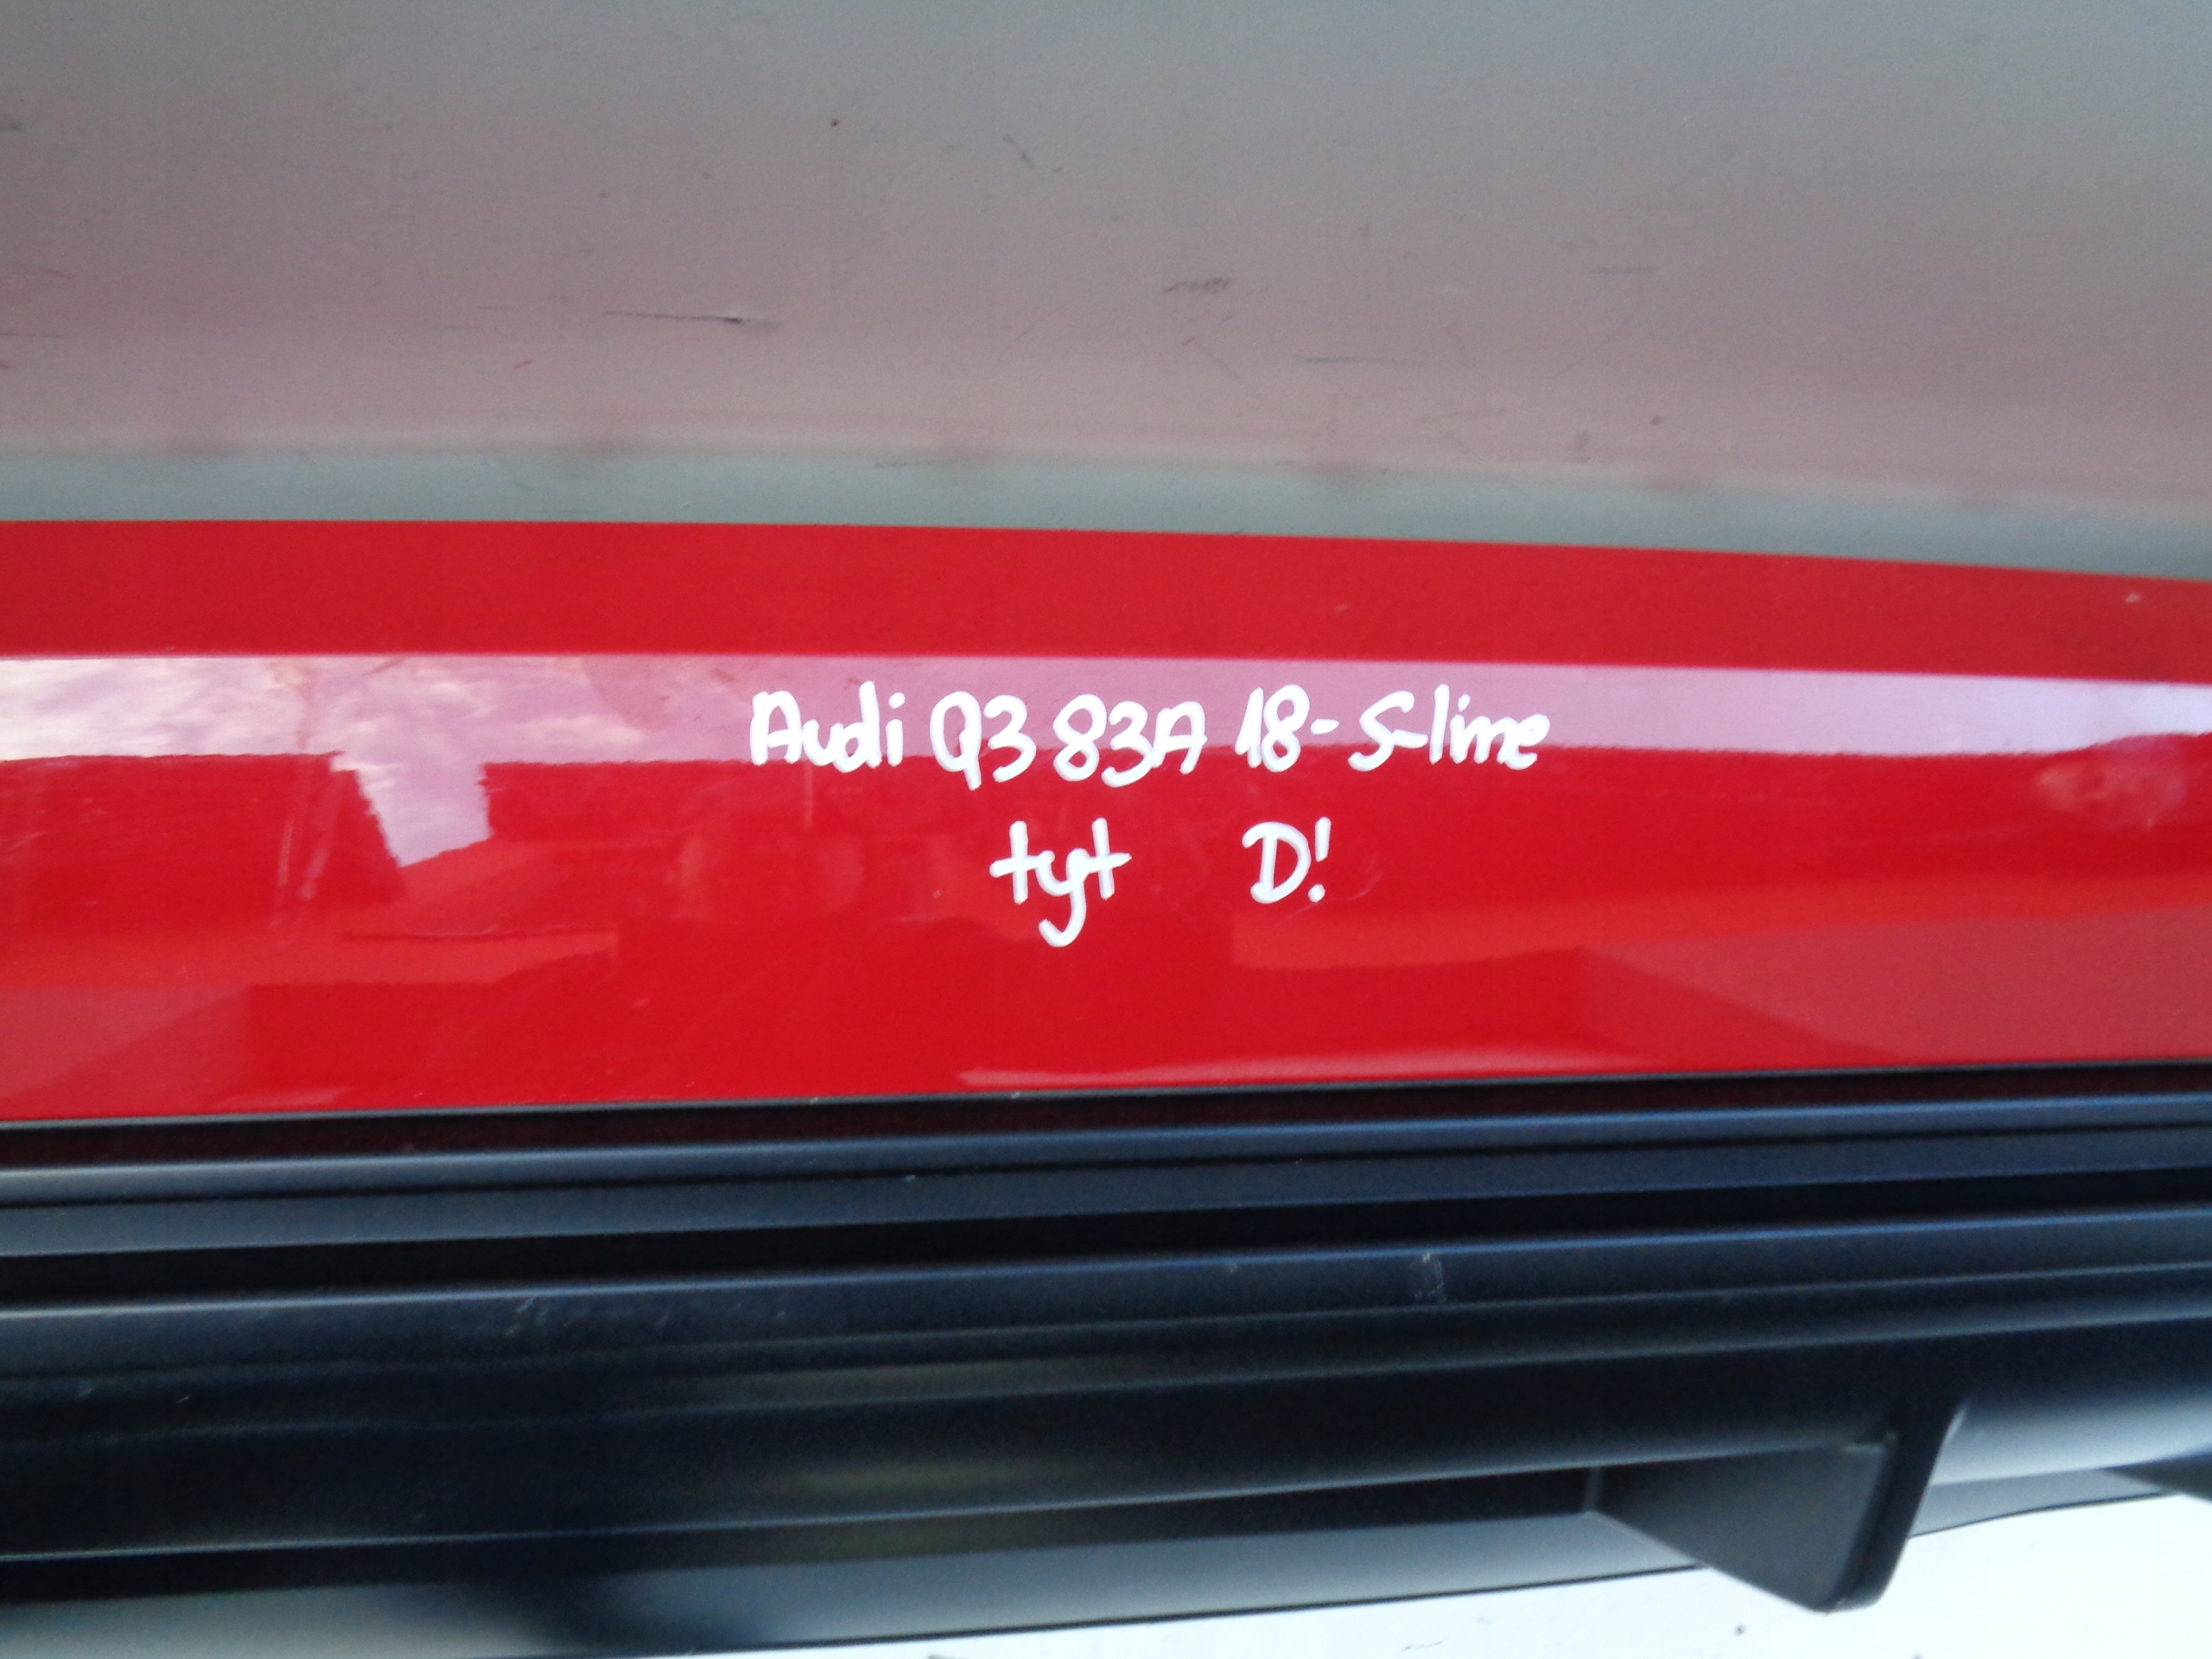 Audi Q3 83A 18- S-line
tyt D!